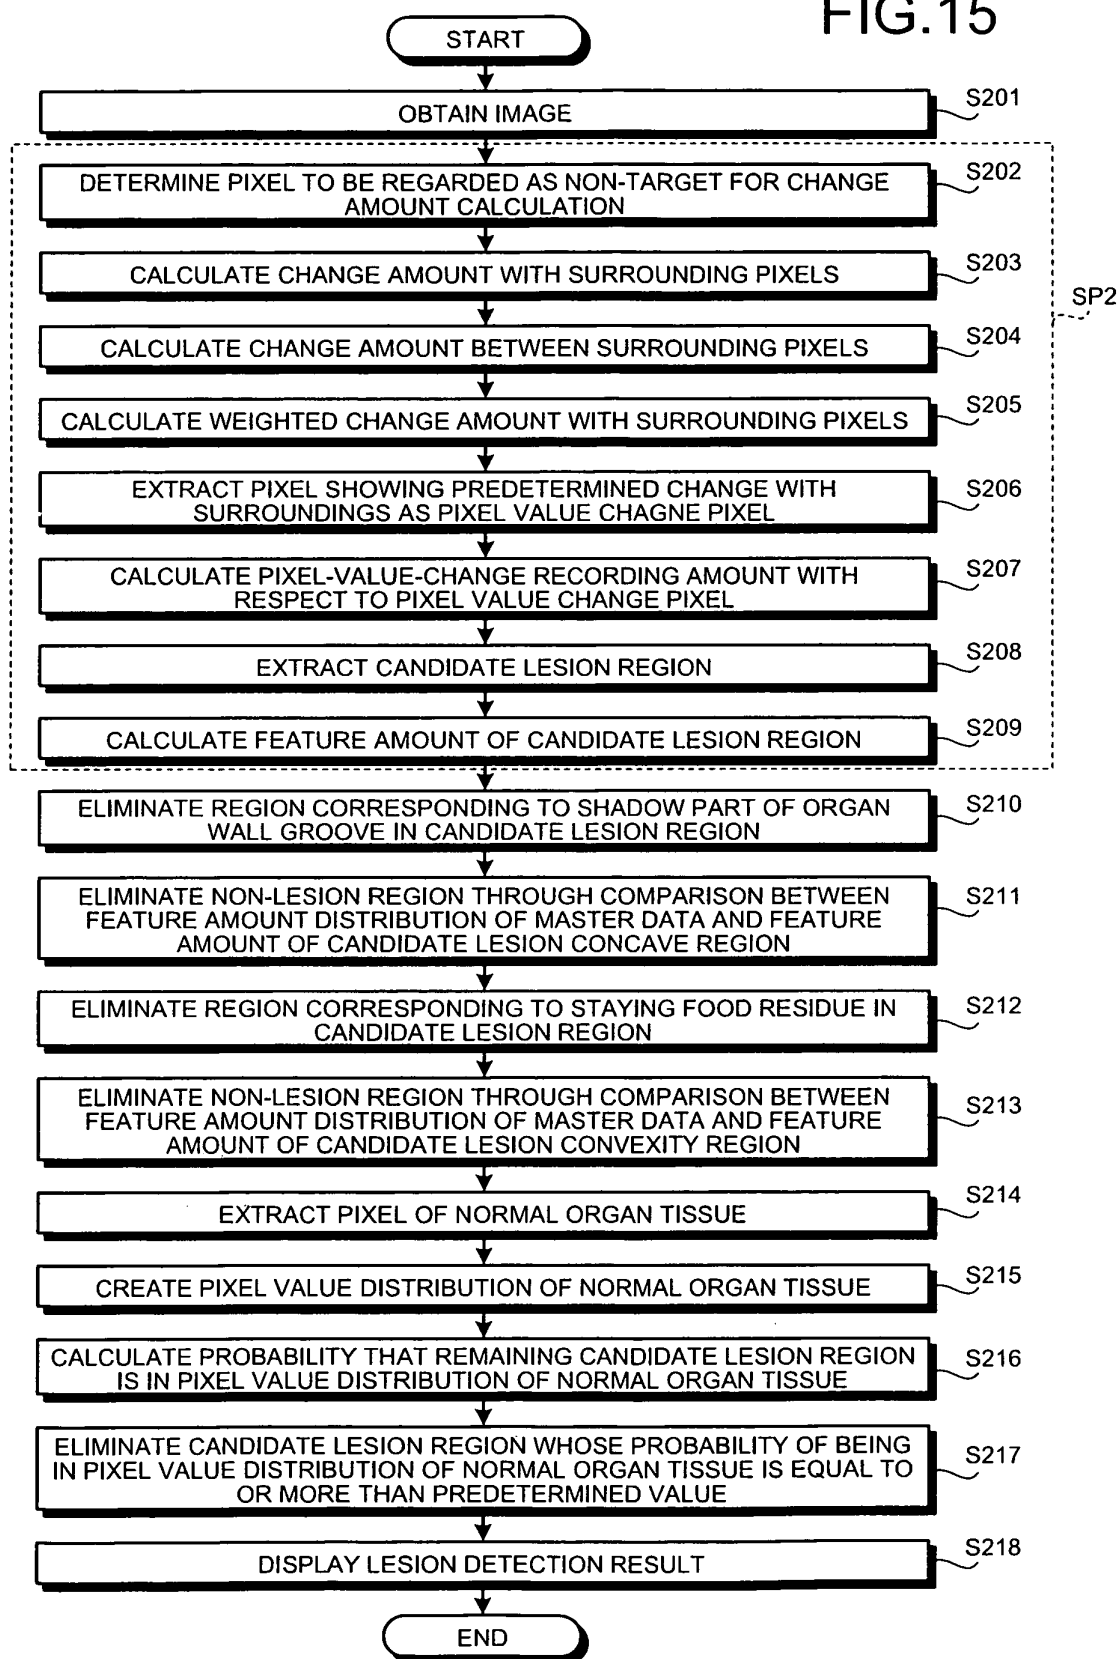 FIG.15
START
OBTAIN IMAGE
S201
DETERMINE PIXEL TO BE REGARDED AS NON-TARGET FOR CHANGE
AMOUNT CALCULATION
S202
CALCULATE CHANGE AMOUNT WITH SURROUNDING PIXELS
S203
SP2
CALCULATE CHANGE AMOUNT BETWEEN SURROUNDING PIXELS
S204
CALCULATE WEIGHTED CHANGE AMOUNT WITH SURROUNDING PIXELS
S205
EXTRACT PIXEL SHOWING PREDETERMINED CHANGE WITH
SURROUNDINGS AS PIXEL VALUE CHAGNE PIXEL
S206
CALCULATE PIXEL-VALUE-CHANGE RECORDING AMOUNT WITH
RESPECT TO PIXEL VALUE CHANGE PIXEL
S207
EXTRACT CANDIDATE LESION REGION
S208
CALCULATE FEATURE AMOUNT OF CANDIDATE LESION REGION
S209
ELIMINATE REGION CORRESPONDING TO SHADOW PART OF ORGAN
WALL GROOVE IN CANDIDATE LESION REGION
S210
ELIMINATE NON-LESION REGION THROUGH COMPARISON BETWEEN
FEATURE AMOUNT DISTRIBUTION OF MASTER DATA AND FEATURE
AMOUNT OF CANDIDATE LESION CONCAVE REGION
S211
ELIMINATE REGION CORRESPONDING TO STAYING FOOD RESIDUE IN
CANDIDATE LESION REGION
S212
ELIMINATE NON-LESION REGION THROUGH COMPARISON BETWEEN
FEATURE AMOUNT DISTRIBUTION OF MASTER DATA AND FEATURE
AMOUNT OF CANDIDATE LESION CONVEXITY REGION
S213
EXTRACT PIXEL OF NORMAL ORGAN TISSUE
S214
CREATE PIXEL VALUE DISTRIBUTION OF NORMAL ORGAN TISSUE
S215
CALCULATE PROBABILITY THAT REMAINING CANDIDATE LESION REGION
IS IN PIXEL VALUE DISTRIBUTION OF NORMAL ORGAN TISSUE
S216
ELIMINATE CANDIDATE LESION REGION WHOSE PROBABILITY OF BEING
IN PIXEL VALUE DISTRIBUTION OF NORMAL ORGAN TISSUE IS EQUAL TO
OR MORE THAN PREDETERMINED VALUE
S217
DISPLAY LESION DETECTION RESULT
S218
END